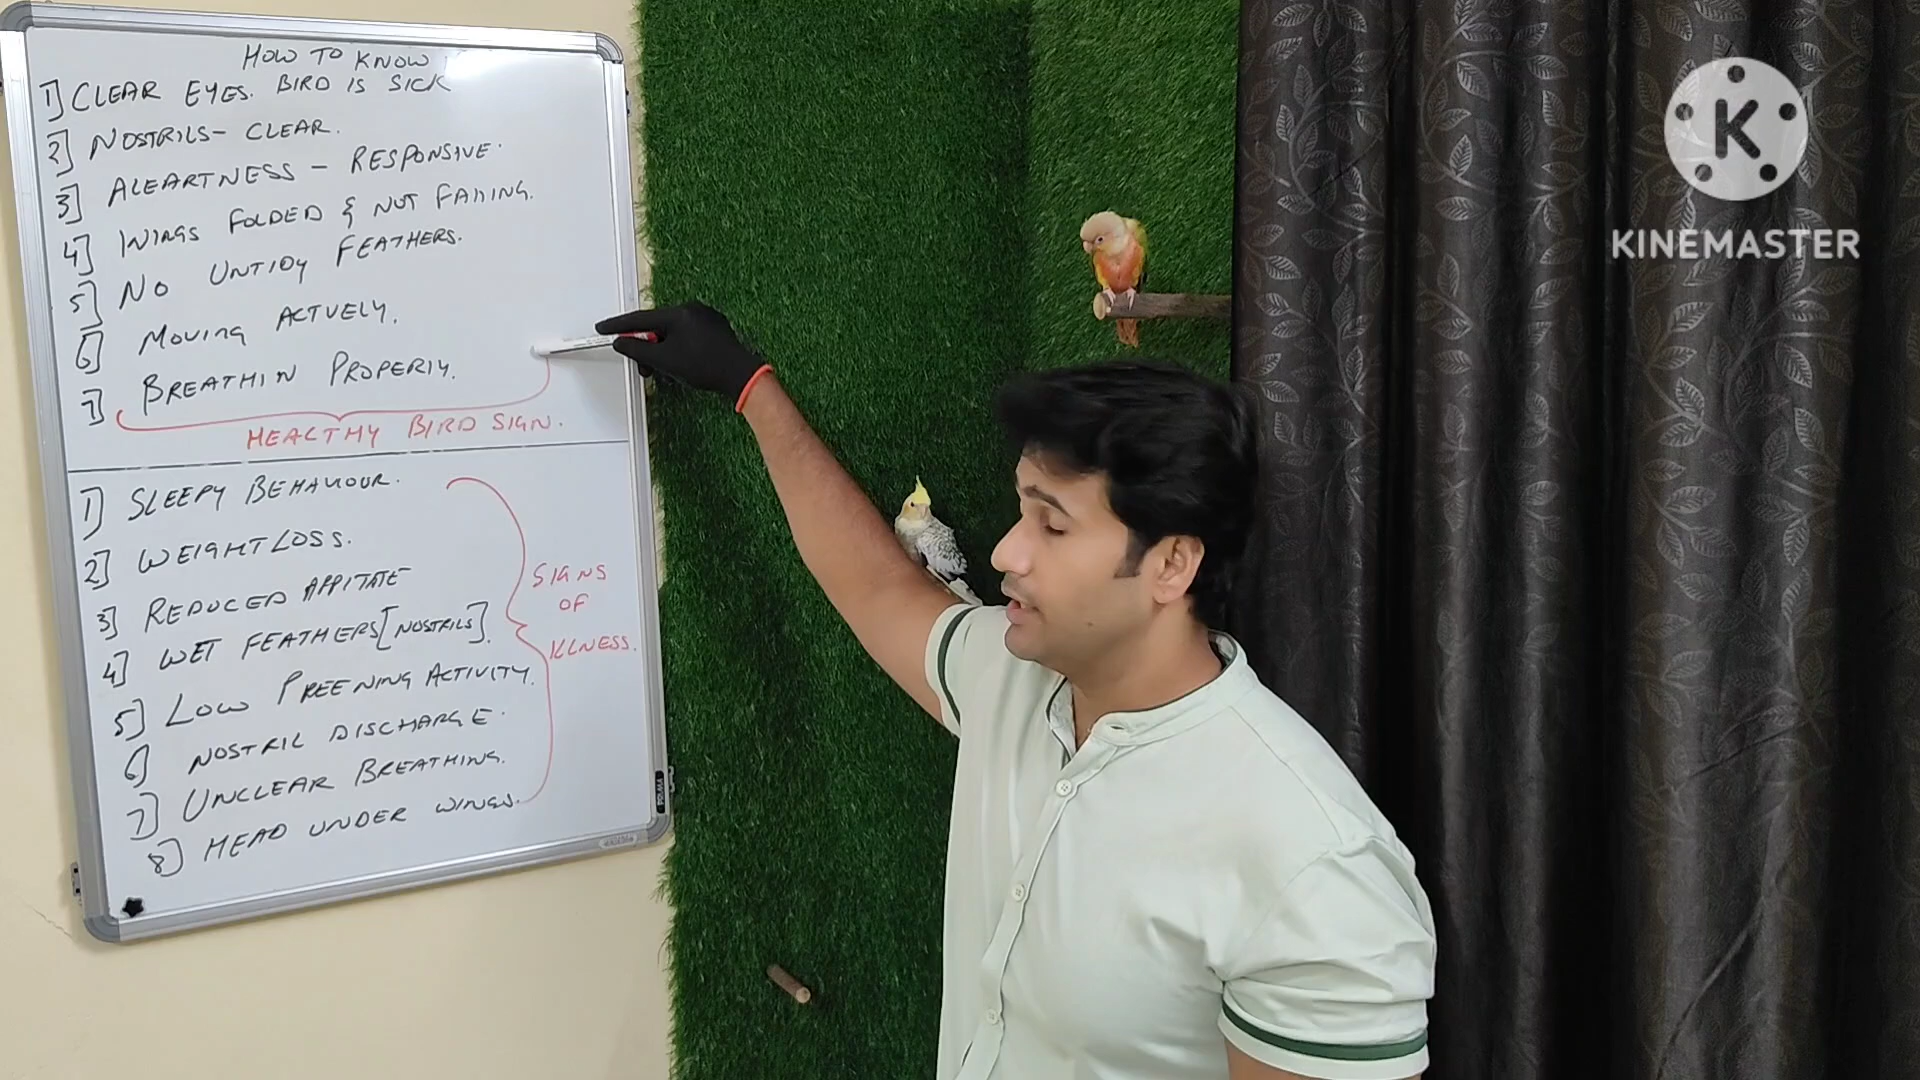 HOW TO KNOW
BIRD IS SICK
1] CLEAR EYES.
2] NOSTRILS- CLEAR.
3] ALEARTNESS - RESPONSIVE.
4] WINGS FOLDED & NOT FALLING.
5] NO UNTIDY FEATHERS.
6] MOVING ACTVELY.
7] BREATHIN PROPERLY.
HEALTHY BIRD SIGN.
1] SLEEPY BEHAVIOUR.
2] WEIGHTLOSS.
3] REDUCED APPITATE
4] WET FEATHERS [NOSTRILS].
5] LOW PREENING ACTIVITY.
6] NOSTRIL DISCHARGE.
7] UNCLEAR BREATHING.
8] HEAD UNDER WINGS.
SIGNS
OF
ILLNESS.
K
KINEMASTER